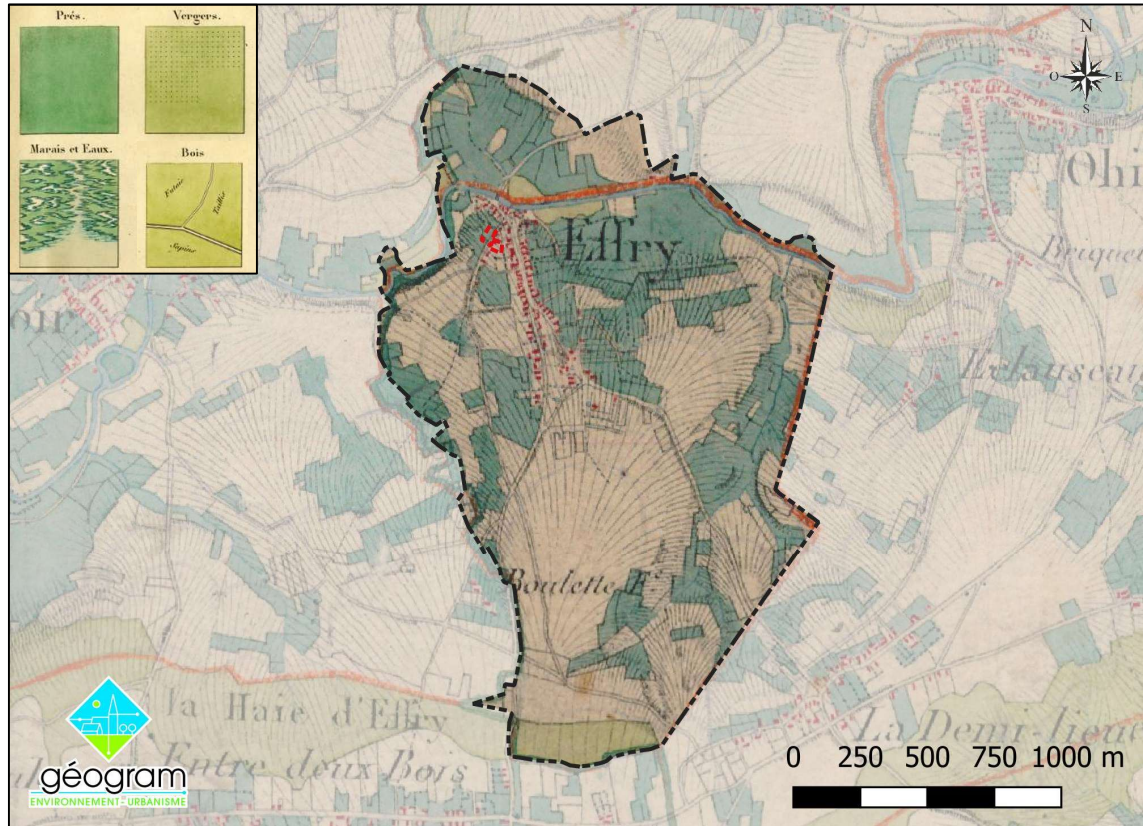 Prés.
Vergers.
Marais et Eaux.
Bois
Futaie
Taillis
Sapins
N
O
E
S
Ohi
Effry
Briquet
Boulette F.
la Haie d'Effry
Entre deux Bois
La Demi-lieue
géogram
ENVIRONNEMENT - URBANISME
0 250 500 750 1000 m